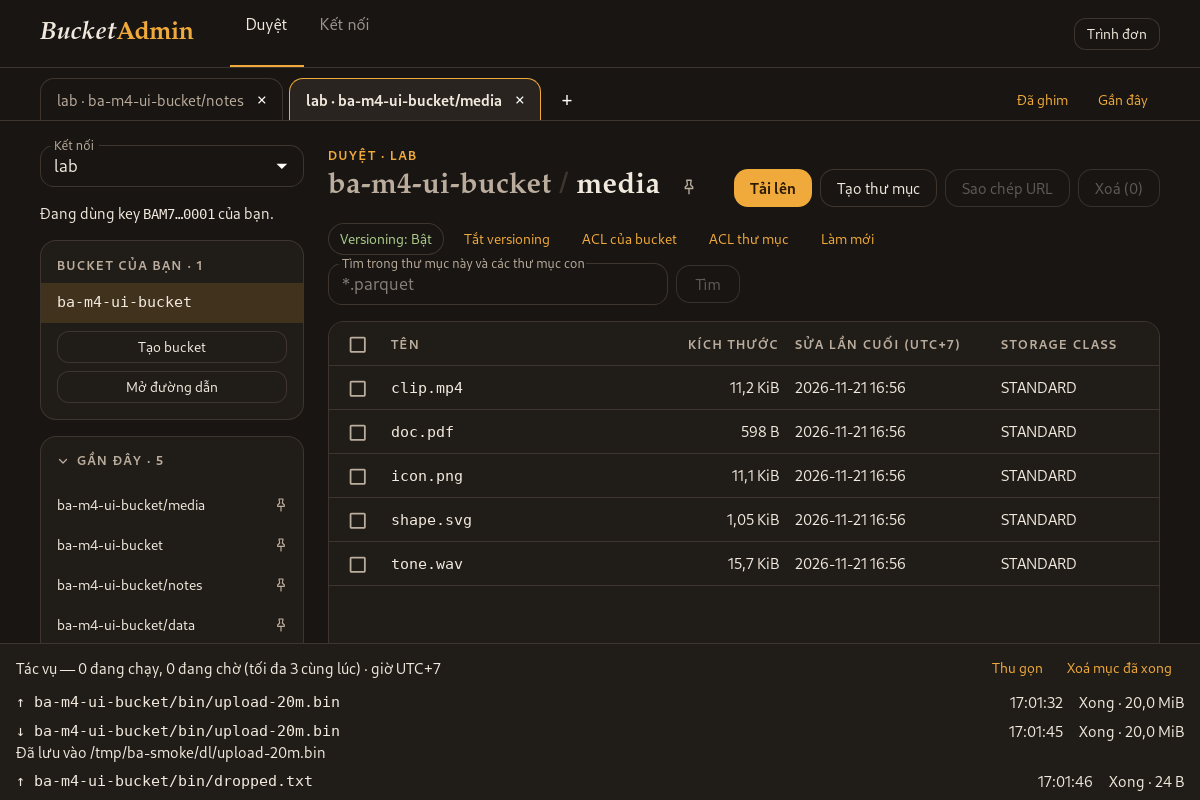 BucketAdmin Duyệt Kết nối Trình đơn
lab · ba-m4-ui-bucket/notes × lab · ba-m4-ui-bucket/media × + Đã ghim Gần đây
Kết nối
lab
Đang dùng key BAM7…0001 của bạn.
BUCKET CỦA BẠN · 1
ba-m4-ui-bucket
Tạo bucket
Mở đường dẫn
GẦN ĐÂY · 5
ba-m4-ui-bucket/media
ba-m4-ui-bucket
ba-m4-ui-bucket/notes
ba-m4-ui-bucket/data
DUYỆT · LAB
ba-m4-ui-bucket / media
Tải lên Tạo thư mục Sao chép URL Xoá (0)
Versioning: Bật Tắt versioning ACL của bucket ACL thư mục Làm mới
Tìm trong thư mục này và các thư mục con
*.parquet Tìm
TÊN KÍCH THƯỚC SỬA LẦN CUỐI (UTC+7) STORAGE CLASS
clip.mp4 11,2 KiB 2026-11-21 16:56 STANDARD
doc.pdf 598 B 2026-11-21 16:56 STANDARD
icon.png 11,1 KiB 2026-11-21 16:56 STANDARD
shape.svg 1,05 KiB 2026-11-21 16:56 STANDARD
tone.wav 15,7 KiB 2026-11-21 16:56 STANDARD
Tác vụ — 0 đang chạy, 0 đang chờ (tối đa 3 cùng lúc) · giờ UTC+7 Thu gọn Xoá mục đã xong
↑ ba-m4-ui-bucket/bin/upload-20m.bin 17:01:32 Xong · 20,0 MiB
↓ ba-m4-ui-bucket/bin/upload-20m.bin 17:01:45 Xong · 20,0 MiB
Đã lưu vào /tmp/ba-smoke/dl/upload-20m.bin
↑ ba-m4-ui-bucket/bin/dropped.txt 17:01:46 Xong · 24 B